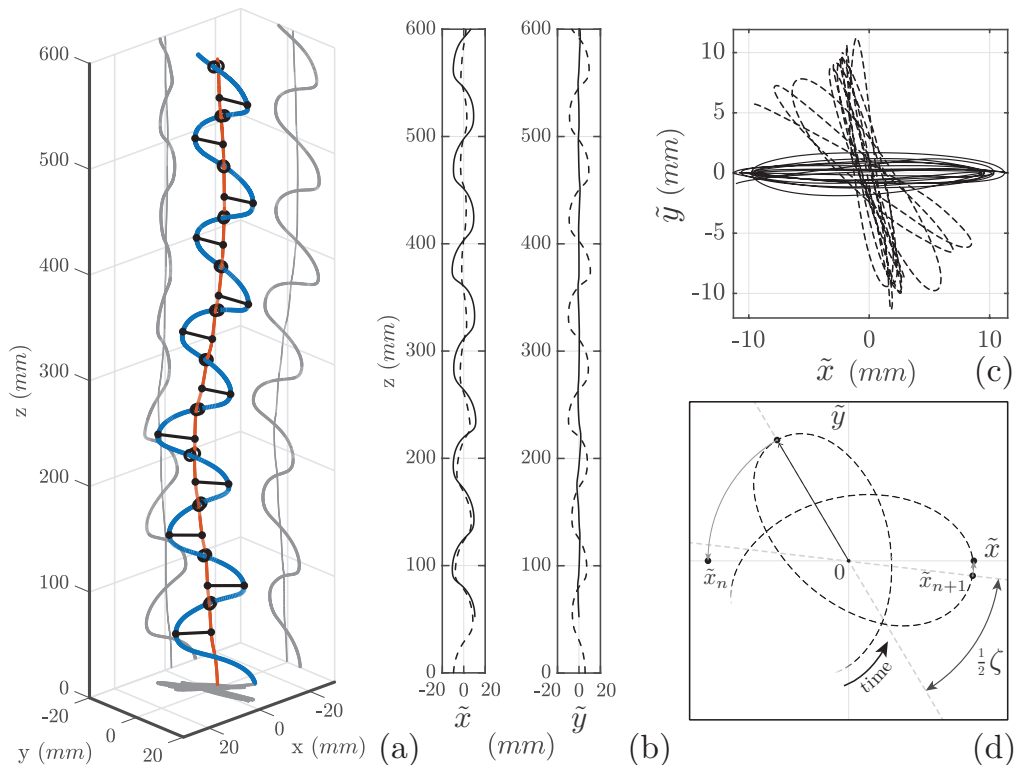 600
500
400
300
200
100
0
z (mm)
-20
0
20
y (mm)
20
0
-20
x (mm)
(a)
600
500
400
300
200
100
0
z (mm)
-20 0 20
x̃
600
500
400
300
200
100
0
-20 0 20
ỹ
(mm)
(b)
10
5
0
-5
-10
ỹ (mm)
-10
0
10
x̃ (mm)
(c)
ỹ
x̃
x̃n
0
x̃n+1
time
½ζ
(d)